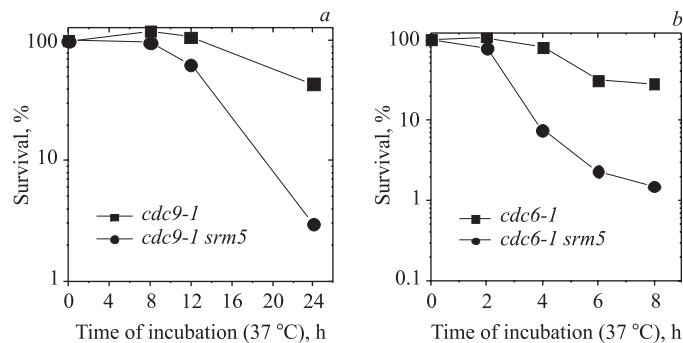 a
100
10
1
Survival, %
cdc9-1
cdc9-1 srm5
0 4 8 12 16 20 24
Time of incubation (37 °C), h
b
100
10
1
0.1
Survival, %
cdc6-1
cdc6-1 srm5
0 2 4 6 8
Time of incubation (37 °C), h